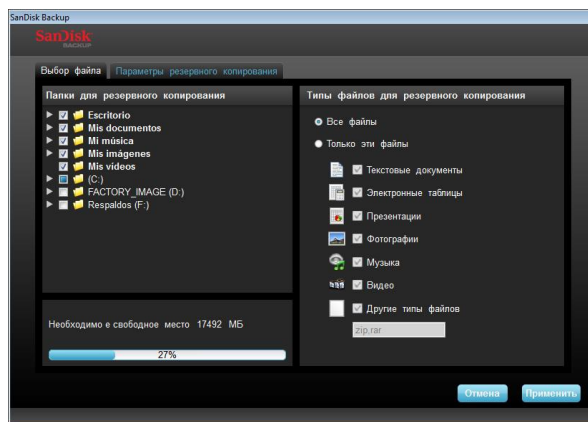 SanDisk Backup
SanDisk
BACKUP
Выбор файла
Параметры резервного копирования
Папки для резервного копирования
Escritorio
Mis documentos
Mi música
Mis imágenes
Mis vídeos
(C:)
FACTORY_IMAGE (D:)
Respaldos (F:)
Необходимо е свободное место 17492 МБ
27%
Типы файлов для резервного копирования
Все файлы
Только эти файлы
Текстовые документы
Электронные таблицы
Презентации
Фотографии
Музыка
Видео
Другие типы файлов
zip,rar
Отмена
Применить